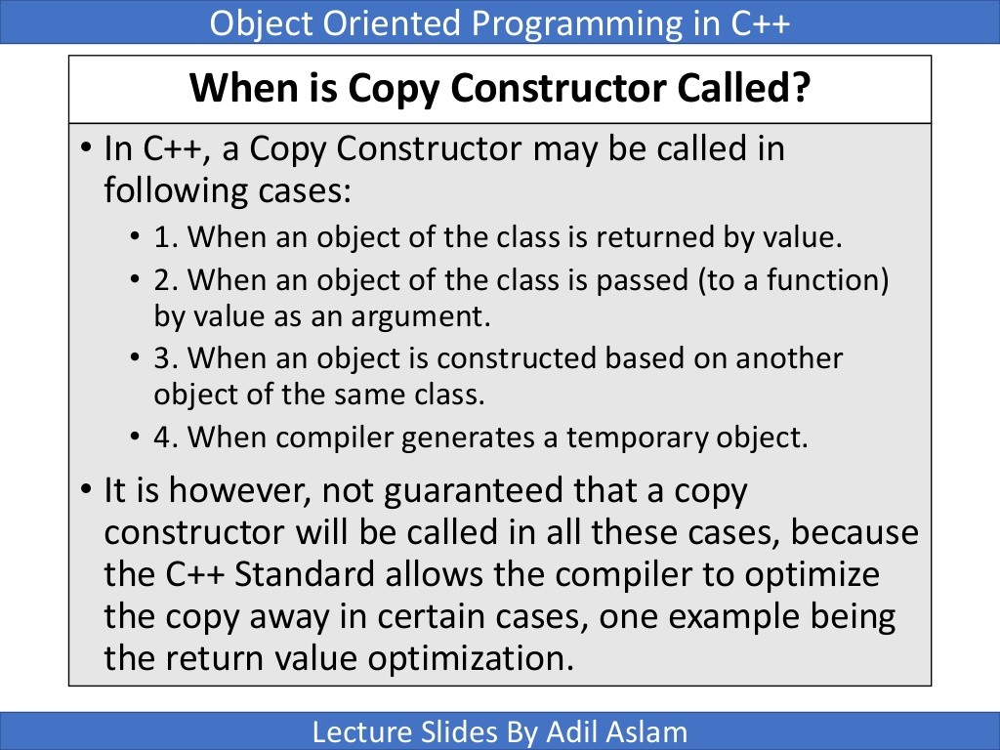 Object Oriented Programming in C++
When is Copy Constructor Called?
• In C++, a Copy Constructor may be called in
following cases:
• 1. When an object of the class is returned by value.
• 2. When an object of the class is passed (to a function)
by value as an argument.
• 3. When an object is constructed based on another
object of the same class.
• 4. When compiler generates a temporary object.
• It is however, not guaranteed that a copy
constructor will be called in all these cases, because
the C++ Standard allows the compiler to optimize
the copy away in certain cases, one example being
the return value optimization.
Lecture Slides By Adil Aslam